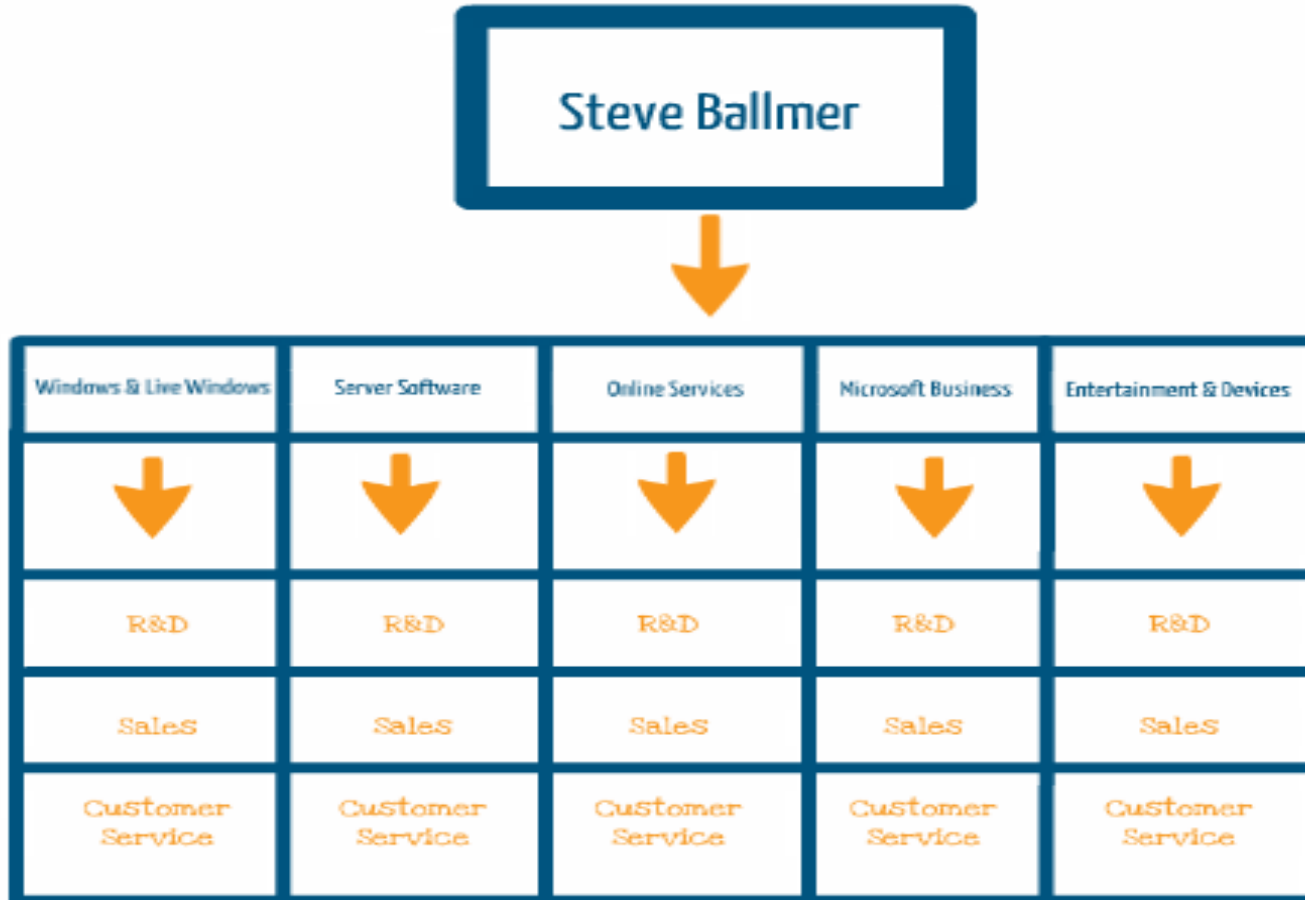 Steve Ballmer
Windows & Live Windows
Server Software
Online Services
Microsoft Business
Entertainment & Devices
R&D
R&D
R&D
R&D
R&D
Sales
Sales
Sales
Sales
Sales
Customer
Service
Customer
Service
Customer
Service
Customer
Service
Customer
Service